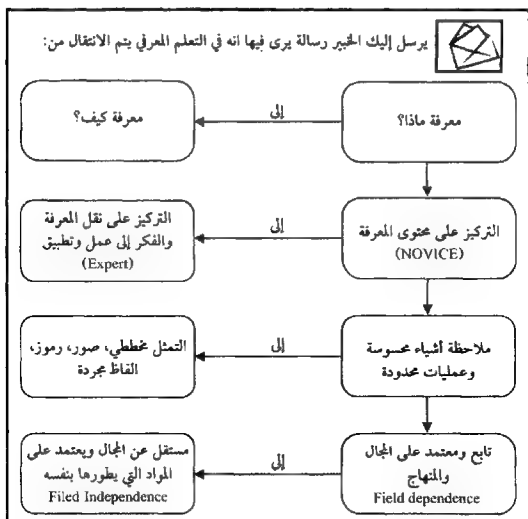 يرسل إليك الخبير رسالة يرى فيها انه في التعلم المعرفي يتم الانتقال من:
معرفة ماذا؟
إلى
معرفة كيف؟
التركيز على محتوى المعرفة
(NOVICE)
إلى
التركيز على نقل المعرفة
والفكر إلى عمل وتطبيق
(Expert)
ملاحظة أشياء محسوسة
وعمليات محدودة
إلى
التمثل مخططي، صور، رموز،
الفاظ مجردة
تابع ومعتمد على المجال
والمنهاج
Field dependence
إلى
مستقل عن المجال ويعتمد على
المواد التي يطورها بنفسه
Filed Independence